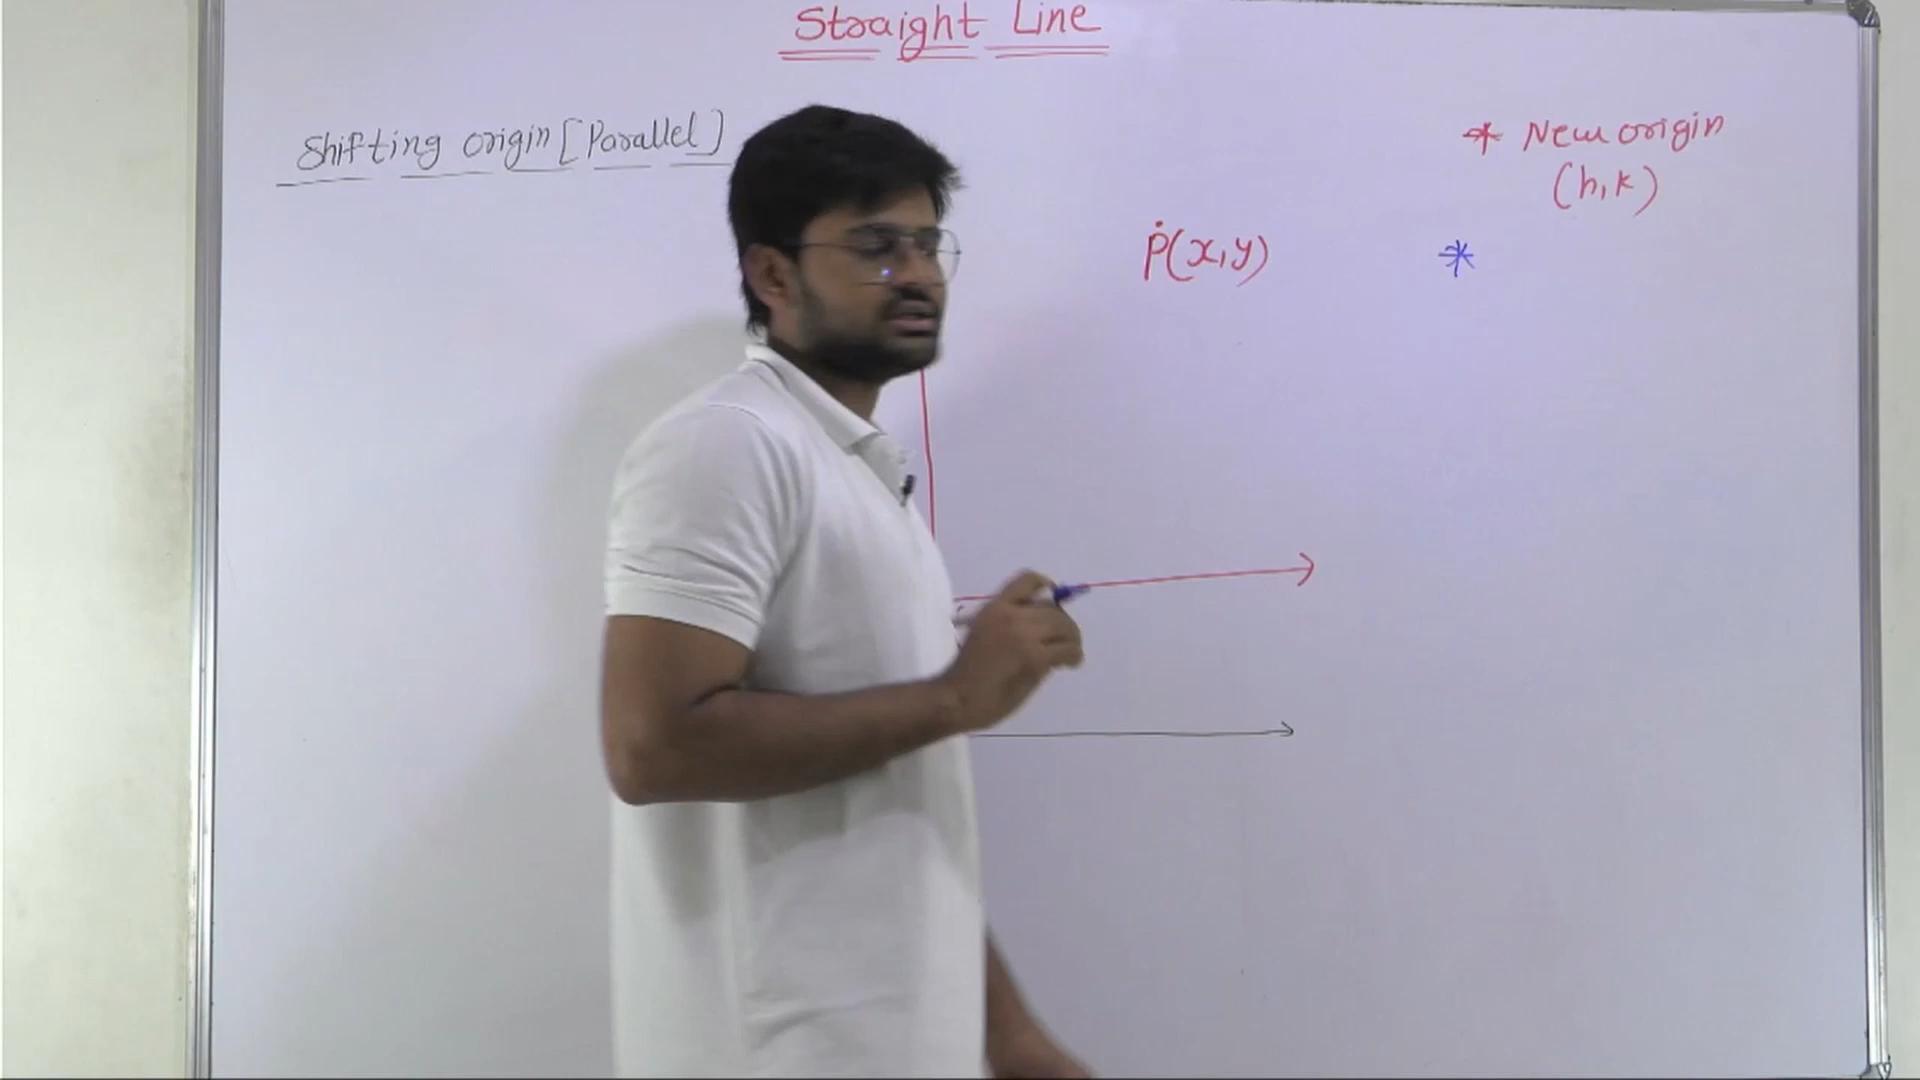 Straight Line
Shifting origin [Parallel]
* New origin
(h, k)
P(x, y)
*